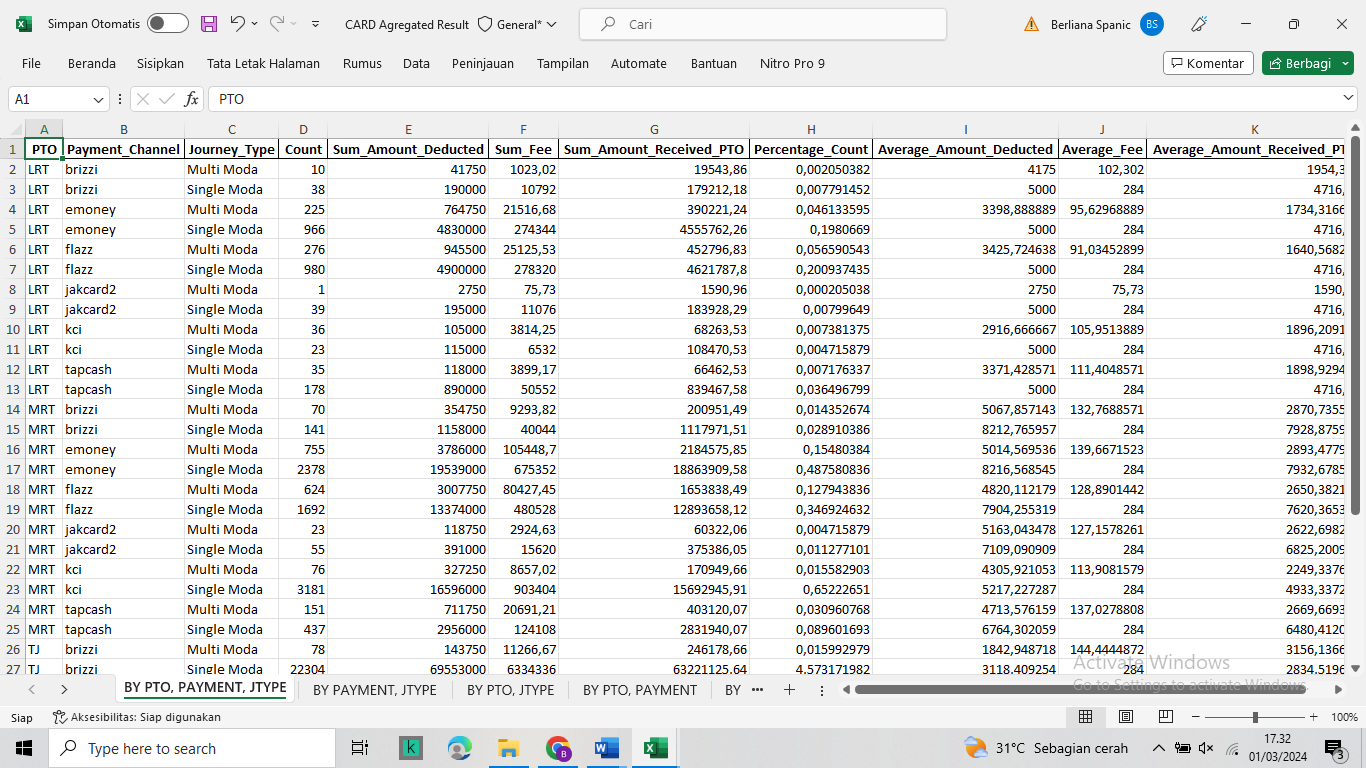 Simpan Otomatis CARD Agregated Result General* Cari Berliana Spanic BS
File Beranda Sisipkan Tata Letak Halaman Rumus Data Peninjauan Tampilan Automate Bantuan Nitro Pro 9 Komentar Berbagi
A1 fx PTO
A B C D E F G H I J K
1 PTO Payment_Channel Journey_Type Count Sum_Amount_Deducted Sum_Fee Sum_Amount_Received_PTO Percentage_Count Average_Amount_Deducted Average_Fee Average_Amount_Received_PT
2 LRT brizzi Multi Moda 10 41750 1023,02 19543,86 0,002050382 4175 102,302 1954,3
3 LRT brizzi Single Moda 38 190000 10792 179212,18 0,007791452 5000 284 4716,
4 LRT emoney Multi Moda 225 764750 21516,68 390221,24 0,046133595 3398,888889 95,62968889 1734,3166
5 LRT emoney Single Moda 966 4830000 274344 4555762,26 0,1980669 5000 284 4716,
6 LRT flazz Multi Moda 276 945500 25125,53 452796,83 0,056590543 3425,724638 91,03452899 1640,5682
7 LRT flazz Single Moda 980 4900000 278320 4621787,8 0,200937435 5000 284 4716,
8 LRT jakcard2 Multi Moda 1 2750 75,73 1590,96 0,000205038 2750 75,73 1590,
9 LRT jakcard2 Single Moda 39 195000 11076 183928,29 0,00799649 5000 284 4716,
10 LRT kci Multi Moda 36 105000 3814,25 68263,53 0,007381375 2916,666667 105,9513889 1896,2091
11 LRT kci Single Moda 23 115000 6532 108470,53 0,004715879 5000 284 4716,
12 LRT tapcash Multi Moda 35 118000 3899,17 66462,53 0,007176337 3371,428571 111,4048571 1898,9294
13 LRT tapcash Single Moda 178 890000 50552 839467,58 0,036496799 5000 284 4716,
14 MRT brizzi Multi Moda 70 354750 9293,82 200951,49 0,014352674 5067,857143 132,7688571 2870,7355
15 MRT brizzi Single Moda 141 1158000 40044 1117971,51 0,028910386 8212,765957 284 7928,8759
16 MRT emoney Multi Moda 755 3786000 105448,7 2184575,85 0,15480384 5014,569536 139,6671523 2893,4779
17 MRT emoney Single Moda 2378 19539000 675352 18863909,58 0,487580836 8216,568545 284 7932,6785
18 MRT flazz Multi Moda 624 3007750 80427,45 1653838,49 0,127943836 4820,112179 128,8901442 2650,3821
19 MRT flazz Single Moda 1692 13374000 480528 12893658,12 0,346924632 7904,255319 284 7620,3653
20 MRT jakcard2 Multi Moda 23 118750 2924,63 60322,06 0,004715879 5163,043478 127,1578261 2622,6982
21 MRT jakcard2 Single Moda 55 391000 15620 375386,05 0,011277101 7109,090909 284 6825,2009
22 MRT kci Multi Moda 76 327250 8657,02 170949,66 0,015582903 4305,921053 113,9081579 2249,3376
23 MRT kci Single Moda 3181 16596000 903404 15692945,91 0,65222651 5217,227287 284 4933,3372
24 MRT tapcash Multi Moda 151 711750 20691,21 403120,07 0,030960768 4713,576159 137,0278808 2669,6693
25 MRT tapcash Single Moda 437 2956000 124108 2831940,07 0,089601693 6764,302059 284 6480,4120
26 TJ brizzi Multi Moda 78 143750 11266,67 246178,66 0,015992979 1842,948718 144,4444872 3156,1366
27 TJ brizzi Single Moda 22304 69553000 6334336 63221125,64 4,573171982 3118,409254 284 2834,5196
Activate Windows
Go to Settings to activate Windows.
BY PTO, PAYMENT, JTYPE BY PAYMENT, JTYPE BY PTO, JTYPE BY PTO, PAYMENT BY ...
Siap Aksesibilitas: Siap digunakan 100%
Type here to search 31°C Sebagian cerah 17.32
01/03/2024 3